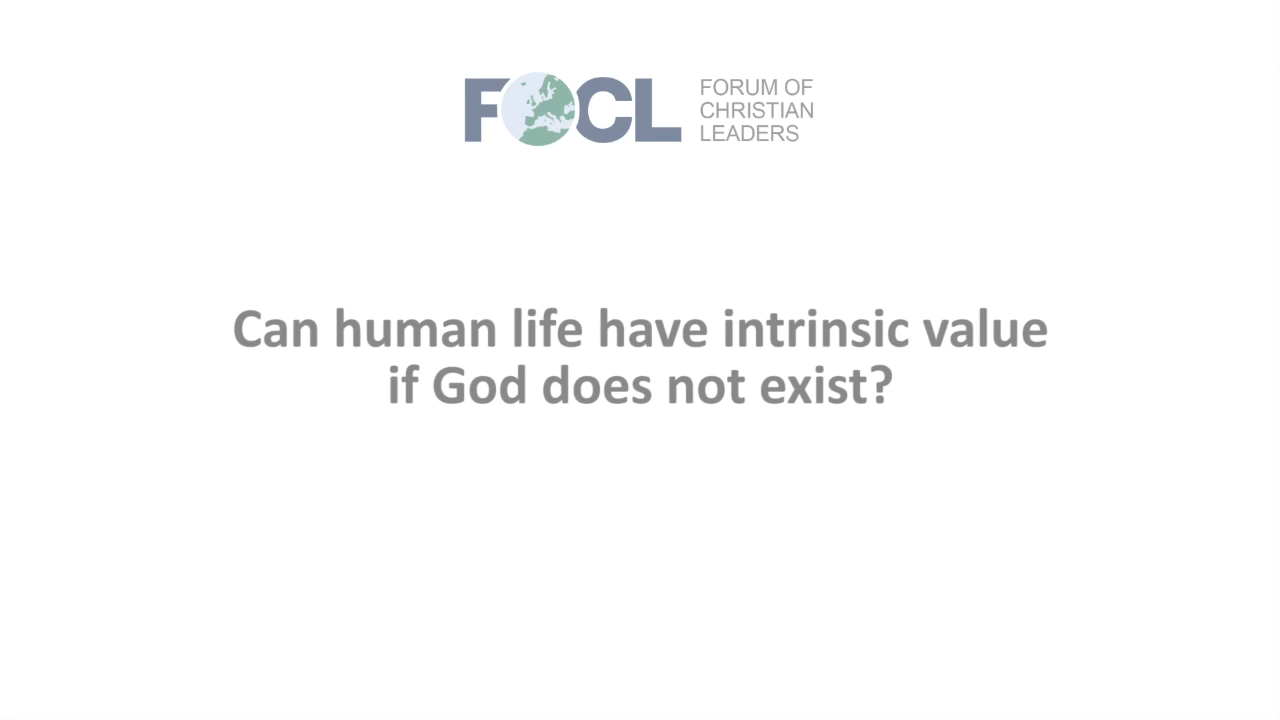 FOCL
FORUM OF
CHRISTIAN
LEADERS
Can human life have intrinsic value
if God does not exist?